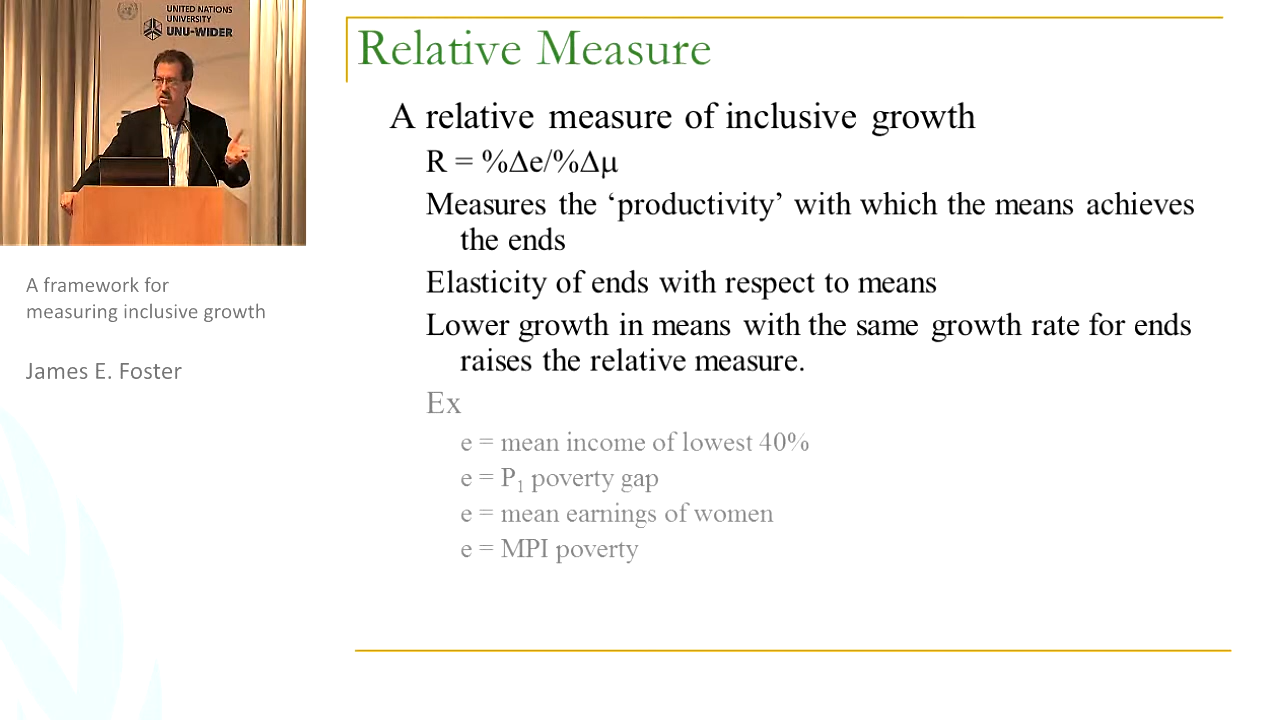 UNITED NATIONS
UNIVERSITY
UNU-WIDER
A framework for
measuring inclusive growth
James E. Foster
Relative Measure
A relative measure of inclusive growth
R = %Δe/%Δμ
Measures the ‘productivity’ with which the means achieves
the ends
Elasticity of ends with respect to means
Lower growth in means with the same growth rate for ends
raises the relative measure.
Ex
e = mean income of lowest 40%
e = P₁ poverty gap
e = mean earnings of women
e = MPI poverty